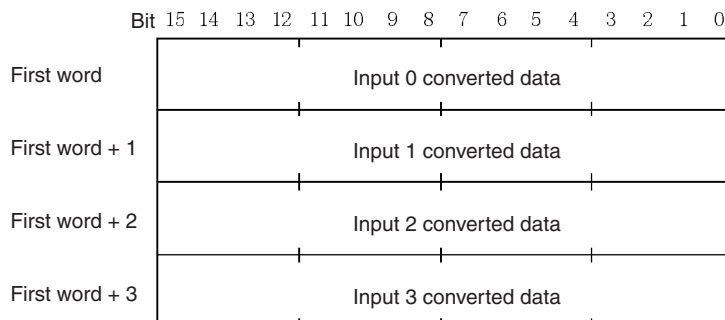 Bit 15 14 13 12 11 10 9 8 7 6 5 4 3 2 1 0
First word Input 0 converted data
First word + 1 Input 1 converted data
First word + 2 Input 2 converted data
First word + 3 Input 3 converted data